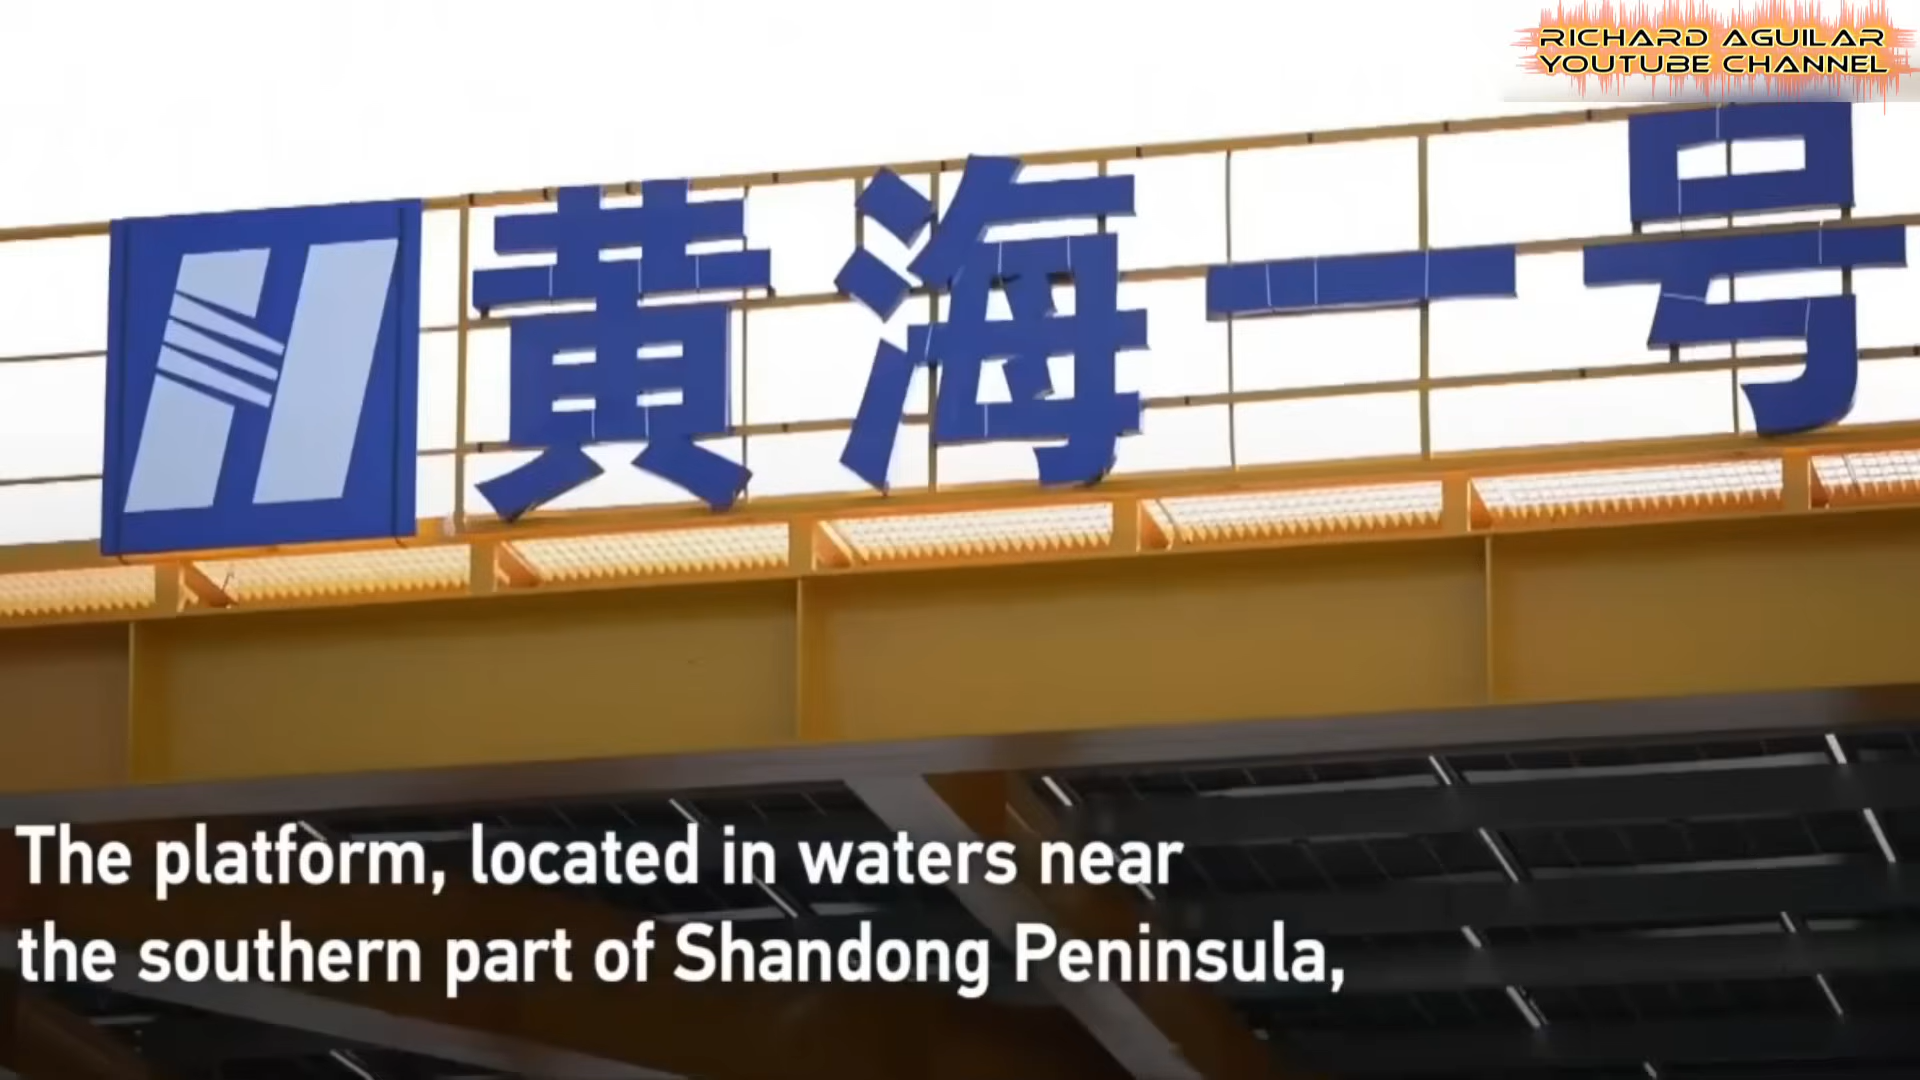 RICHARD AGUILAR
YOUTUBE CHANNEL
黄海一号
The platform, located in waters near
the southern part of Shandong Peninsula,